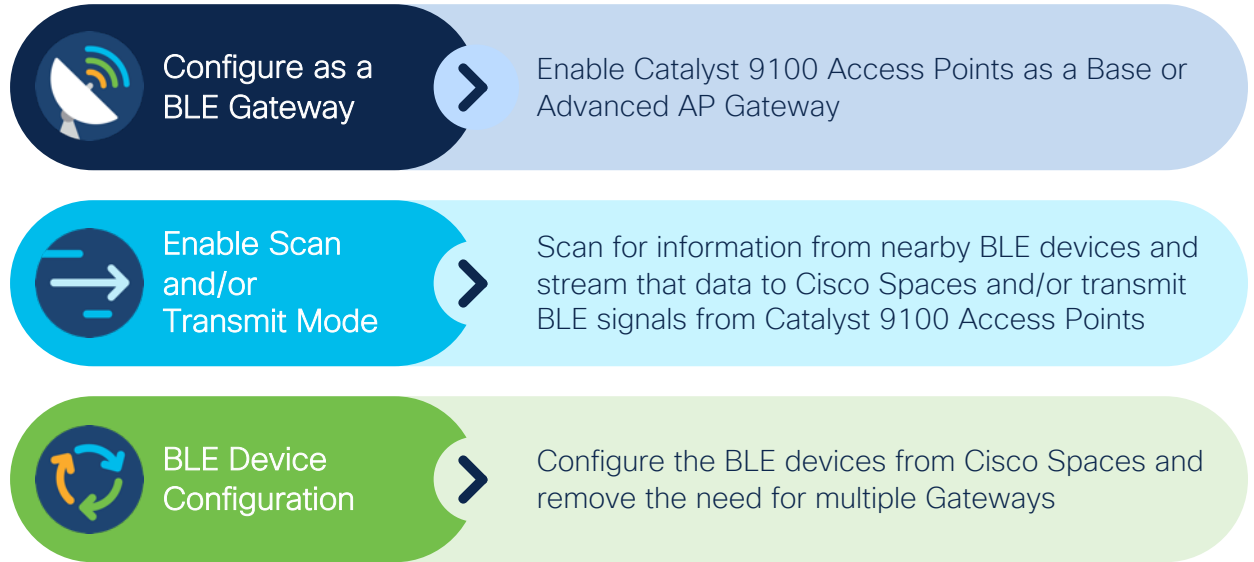 Configure as a
BLE Gateway
Enable Catalyst 9100 Access Points as a Base or
Advanced AP Gateway
Enable Scan
and/or
Transmit Mode
Scan for information from nearby BLE devices and
stream that data to Cisco Spaces and/or transmit
BLE signals from Catalyst 9100 Access Points
BLE Device
Configuration
Configure the BLE devices from Cisco Spaces and
remove the need for multiple Gateways